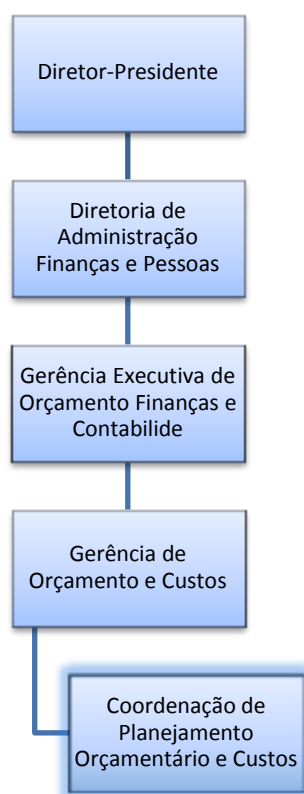 Diretor-Presidente
Diretoria de
Administração
Finanças e Pessoas
Gerência Executiva de
Orçamento Finanças e
Contabilide
Gerência de
Orçamento e Custos
Coordenação de
Planejamento
Orçamentário e Custos